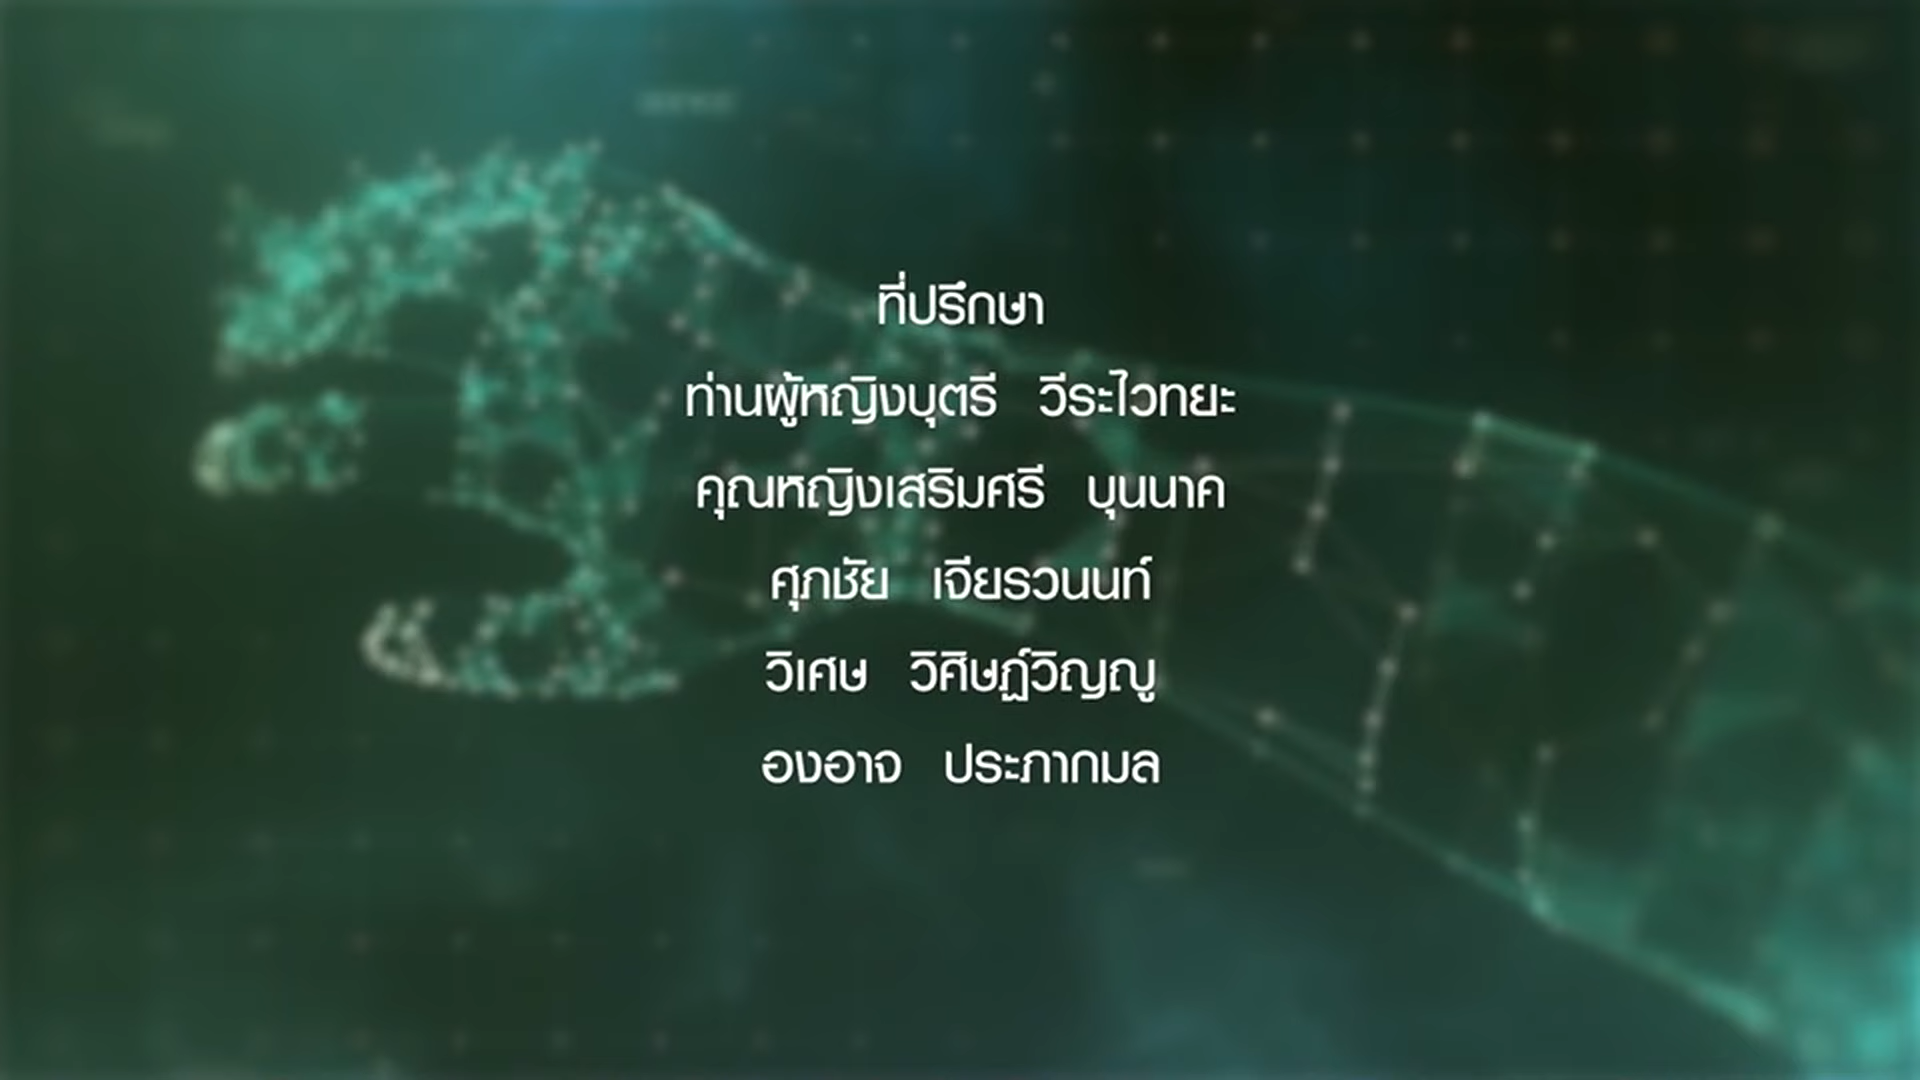 ที่ปรึกษา
ท่านผู้หญิงบุตรี วีระไวทยะ
คุณหญิงเสริมศรี บุนนาค
ศุภชัย เจียรวนนท์
วิเศษ วิศิษฏ์วิญญู
องอาจ ประภากมล